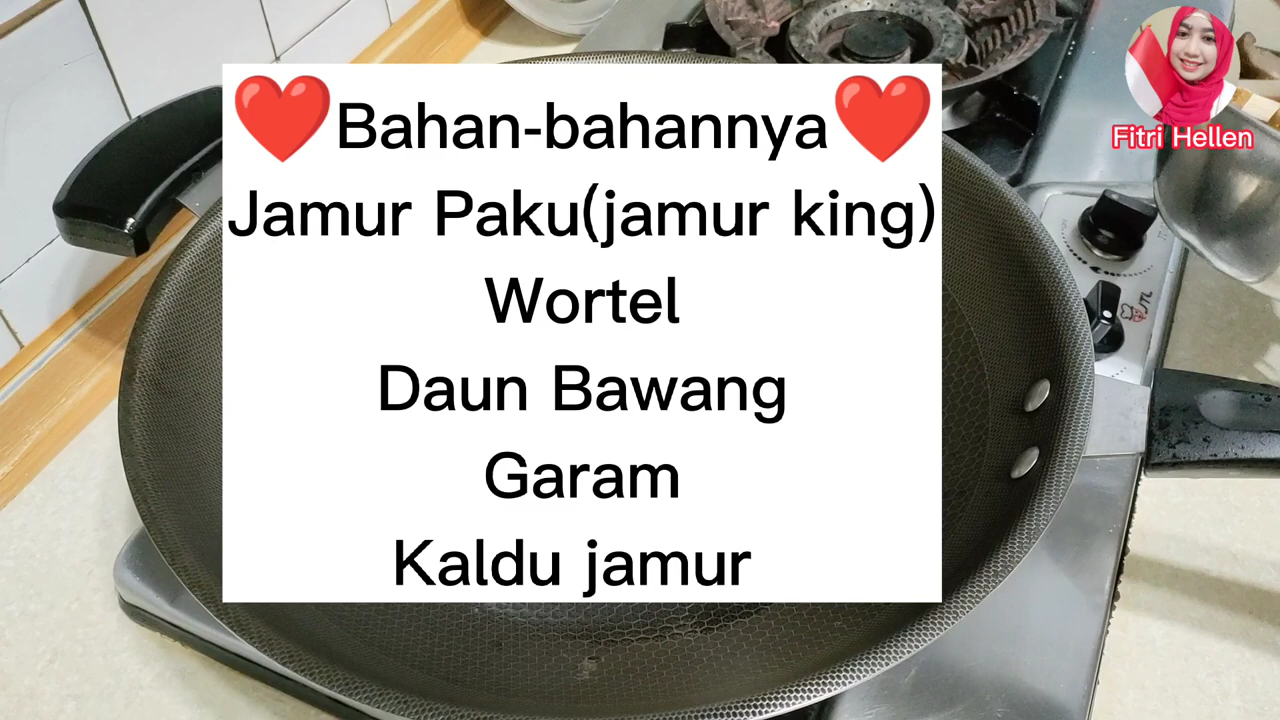 ❤️Bahan-bahannya❤️
Jamur Paku(jamur king)
Wortel
Daun Bawang
Garam
Kaldu jamur
Fitri Hellen